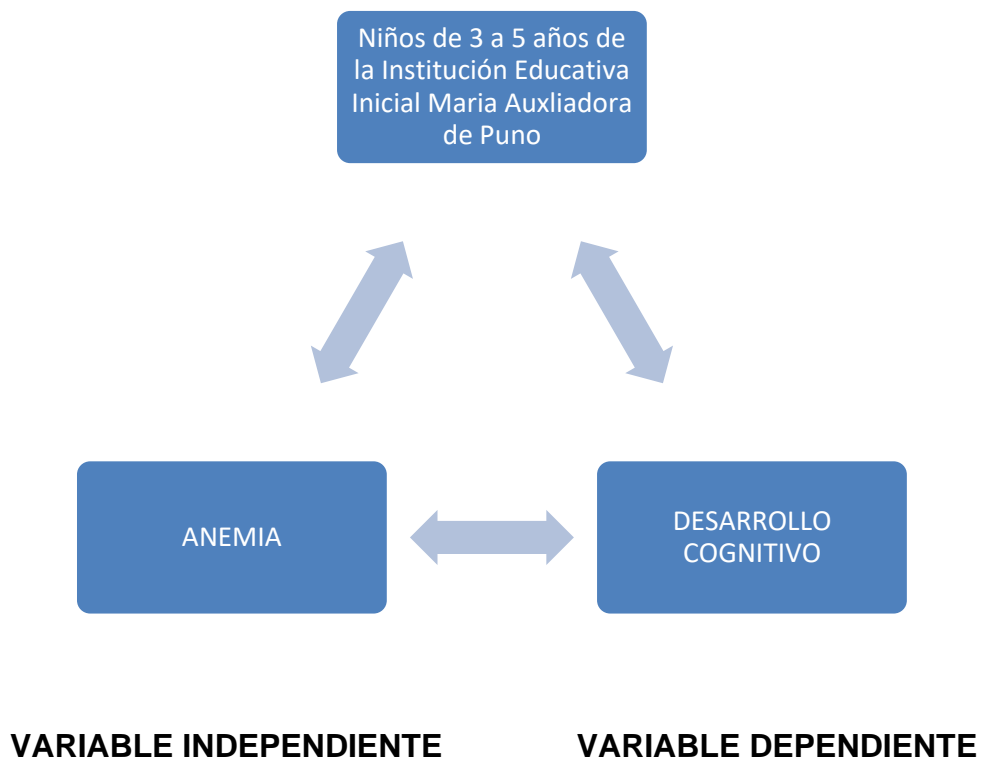 Niños de 3 a 5 años de
la Institución Educativa
Inicial Maria Auxliadora
de Puno
ANEMIA
DESARROLLO
COGNITIVO
VARIABLE INDEPENDIENTE
VARIABLE DEPENDIENTE